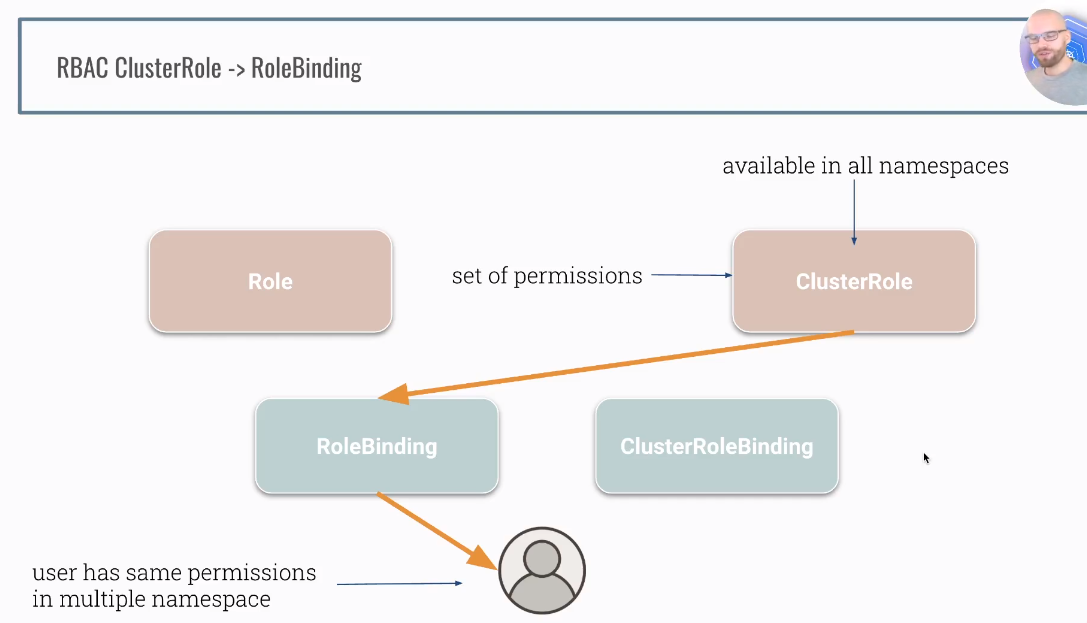 RBAC ClusterRole -> RoleBinding
available in all namespaces
Role
set of permissions
ClusterRole
RoleBinding
ClusterRoleBinding
user has same permissions
in multiple namespace